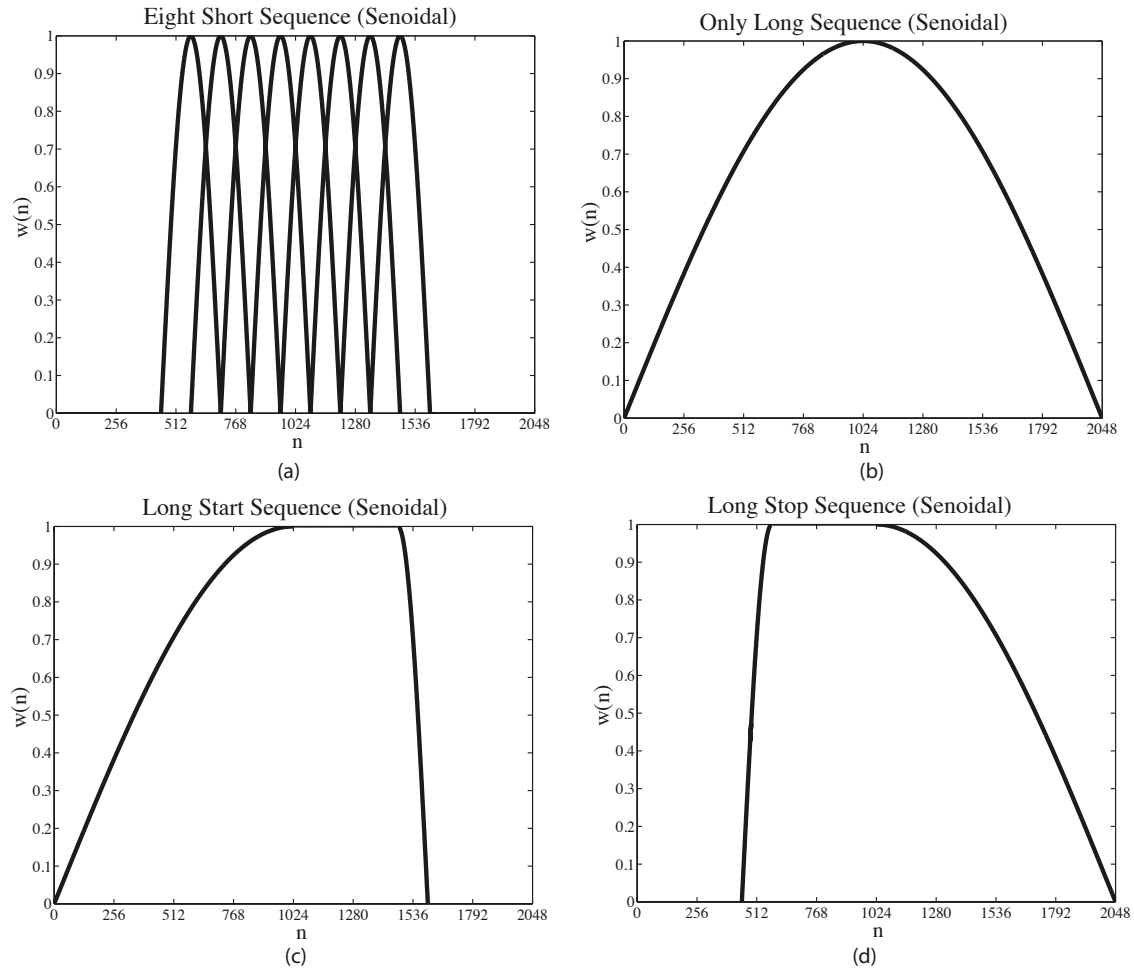 Eight Short Sequence (Senoidal)
1
0.9
0.8
0.7
0.6
0.5
0.4
0.3
0.2
0.1
0
w(n)
0 256 512 768 1024 1280 1536 1792 2048
n
(a)
Only Long Sequence (Senoidal)
1
0.9
0.8
0.7
0.6
0.5
0.4
0.3
0.2
0.1
0
w(n)
0 256 512 768 1024 1280 1536 1792 2048
n
(b)
Long Start Sequence (Senoidal)
1
0.9
0.8
0.7
0.6
0.5
0.4
0.3
0.2
0.1
0
w(n)
0 256 512 768 1024 1280 1536 1792 2048
n
(c)
Long Stop Sequence (Senoidal)
1
0.9
0.8
0.7
0.6
0.5
0.4
0.3
0.2
0.1
0
w(n)
0 256 512 768 1024 1280 1536 1792 2048
n
(d)